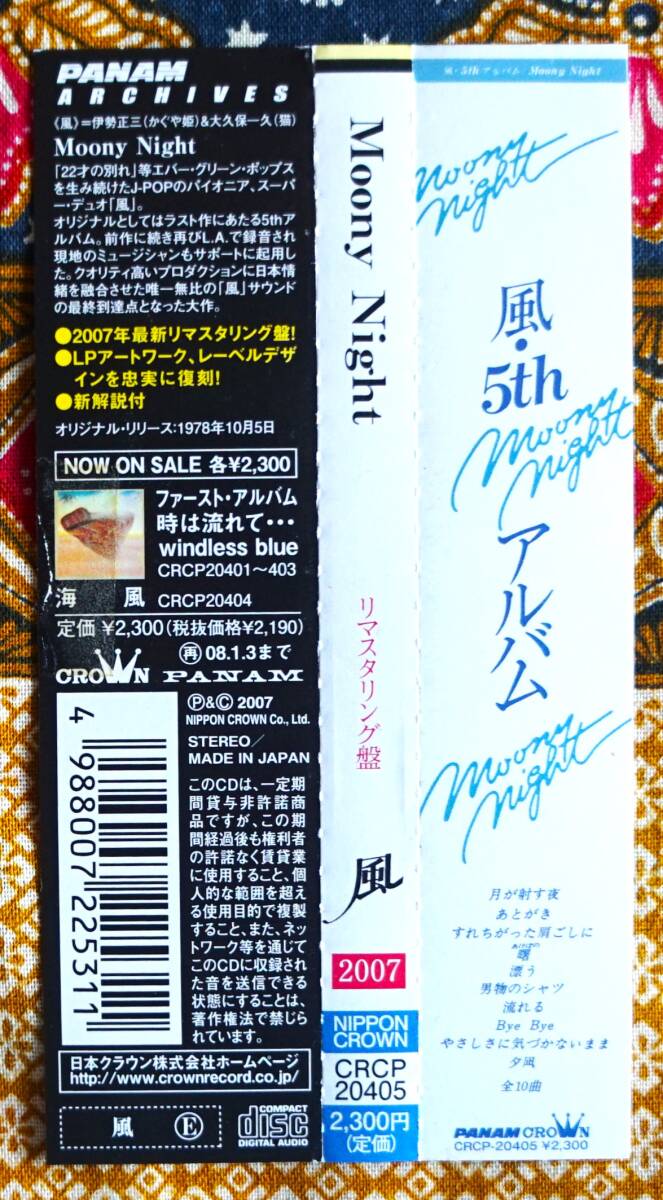 PANAM
ARCHIVES
《風》=伊勢正三(かぐや姫)&大久保一久(猫)
Moony Night
「22才の別れ」等エバー・グリーン・ポップス
を生み続けたJ-POPのパイオニア、スーパ
ー・デュオ「風」。
オリジナルとしてはラスト作にあたる5thア
ルバム。前作に続き再びL.A.で録音され
現地のミュージシャンもサポートに起用し
た。クオリティ高いプロダクションに日本情
緒を融合させた唯一無比の「風」サウンド
の最終到達点となった大作。
●2007年最新リマスタリング盤!
●LPアートワーク、レーベルデザ
インを忠実に復刻!
●新解説付
オリジナル・リリース:1978年10月5日
NOW ON SALE 各¥2,300
ファースト・アルバム
時は流れて・・・
windless blue
CRCP20401〜403
海 風 CRCP20404
定価 ¥2,300(税抜価格¥2,190)
再 08.1.3まで
CROWN PANAM
4 988007 225311
Ⓟ&© 2007
NIPPON CROWN Co., Ltd.
STEREO/
MADE IN JAPAN
このCDは、一定期
間貸与非許諾商
品ですが、この期
間経過後も権利者
の許諾なく賃貸業
に使用すること、個
人的な範囲を超え
る使用目的で複製
すること、また、ネッ
トワーク等を通じて
このCDに収録され
た音を送信できる
状態にすることは、
著作権法で禁じら
れています。
日本クラウン株式会社ホームページ
http://www.crownrecord.co.jp/
風 Ⓔ
COMPACT
disc
DIGITAL AUDIO
Moony Night
リマスタリング盤
風
2007
NIPPON
CROWN
CRCP
20405
2,300円
(定価)
風・5th アルバム Moony Night
Moony
Night
風・5th アルバム
Moony
Night
Moony
Night
月が射す夜
あとがき
すれちがった肩ごしに
あけぼの
曙
漂う
男物のシャツ
流れる
Bye Bye
やさしさに気づかないまま
夕凪
全10曲
PANAM CROWN
CRCP-20405 ¥2,300